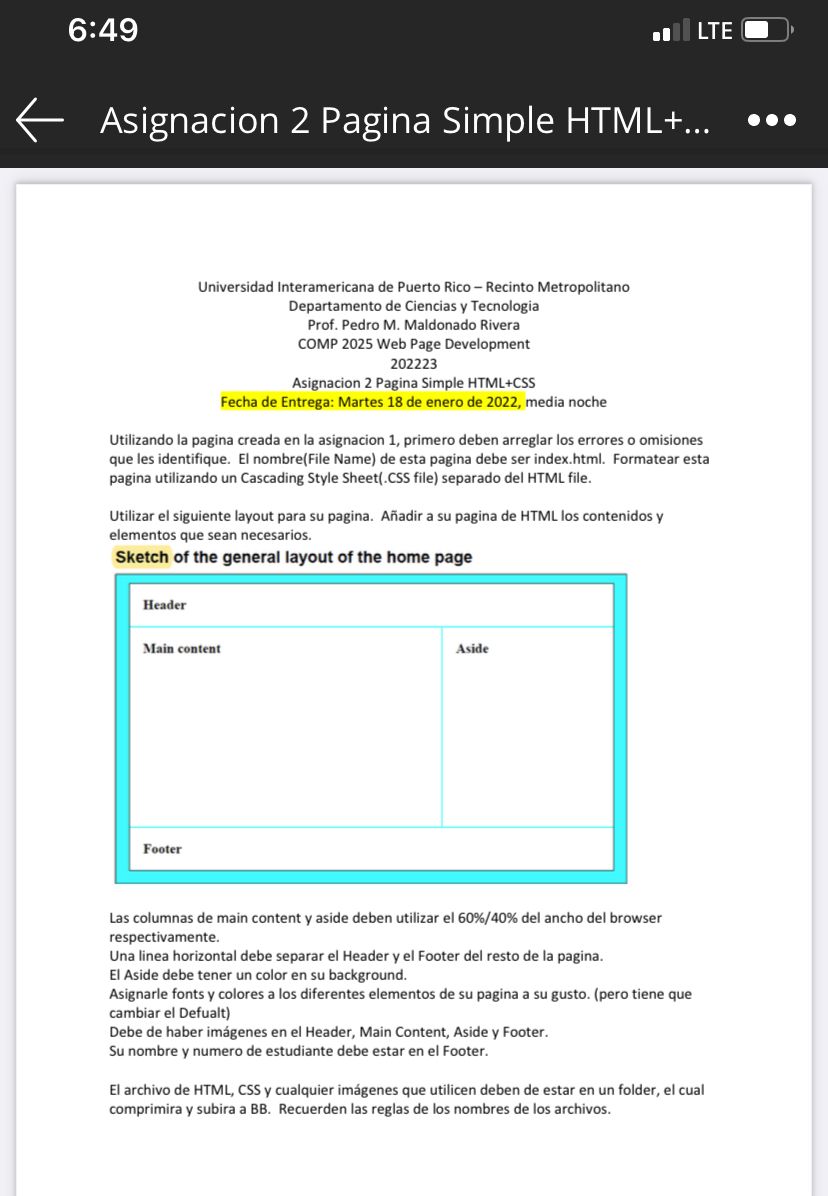 6:49
LTE
Asignacion 2 Pagina Simple HTML+...
Universidad Interamericana de Puerto Rico – Recinto Metropolitano
Departamento de Ciencias y Tecnologia
Prof. Pedro M. Maldonado Rivera
COMP 2025 Web Page Development
202223
Asignacion 2 Pagina Simple HTML+CSS
Fecha de Entrega: Martes 18 de enero de 2022, media noche
Utilizando la pagina creada en la asignacion 1, primero deben arreglar los errores o omisiones
que les identifique. El nombre(File Name) de esta pagina debe ser index.html. Formatear esta
pagina utilizando un Cascading Style Sheet(.CSS file) separado del HTML file.
Utilizar el siguiente layout para su pagina. Añadir a su pagina de HTML los contenidos y
elementos que sean necesarios.
Sketch of the general layout of the home page
Header
Main content
Aside
Footer
Las columnas de main content y aside deben utilizar el 60%/40% del ancho del browser
respectivamente.
Una linea horizontal debe separar el Header y el Footer del resto de la pagina.
El Aside debe tener un color en su background.
Asignarle fonts y colores a los diferentes elementos de su pagina a su gusto. (pero tiene que
cambiar el Defualt)
Debe de haber imágenes en el Header, Main Content, Aside y Footer.
Su nombre y numero de estudiante debe estar en el Footer.
El archivo de HTML, CSS y cualquier imágenes que utilicen deben de estar en un folder, el cual
comprimira y subira a BB. Recuerden las reglas de los nombres de los archivos.